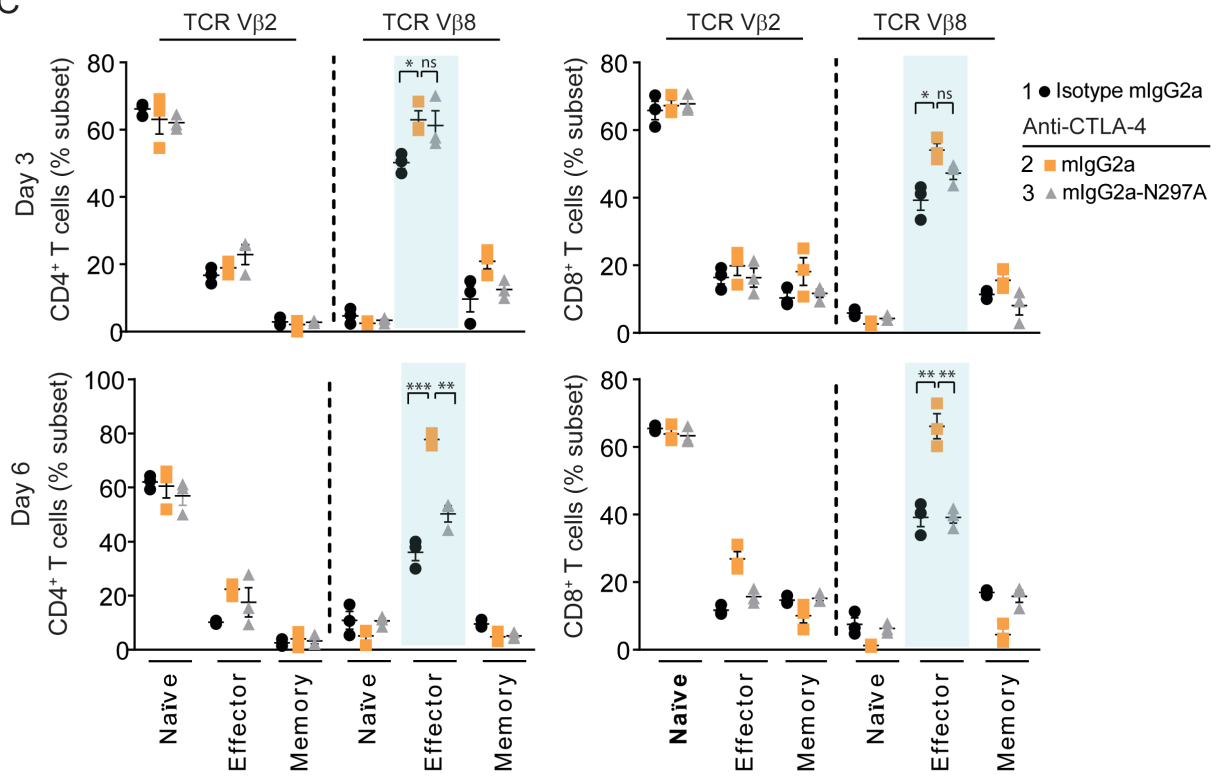 C
TCR Vβ2 TCR Vβ8 TCR Vβ2 TCR Vβ8
Day 3
CD4⁺ T cells (% subset)
80
60
40
20
0
* ns
CD8⁺ T cells (% subset)
80
60
40
20
0
* ns
1 Isotype mIgG2a
Anti-CTLA-4
2 mIgG2a
3 mIgG2a-N297A
Day 6
CD4⁺ T cells (% subset)
100
80
60
40
20
0
*** **
Naïve Effector Memory Naïve Effector Memory
CD8⁺ T cells (% subset)
80
60
40
20
0
** **
Naïve Effector Memory Naïve Effector Memory